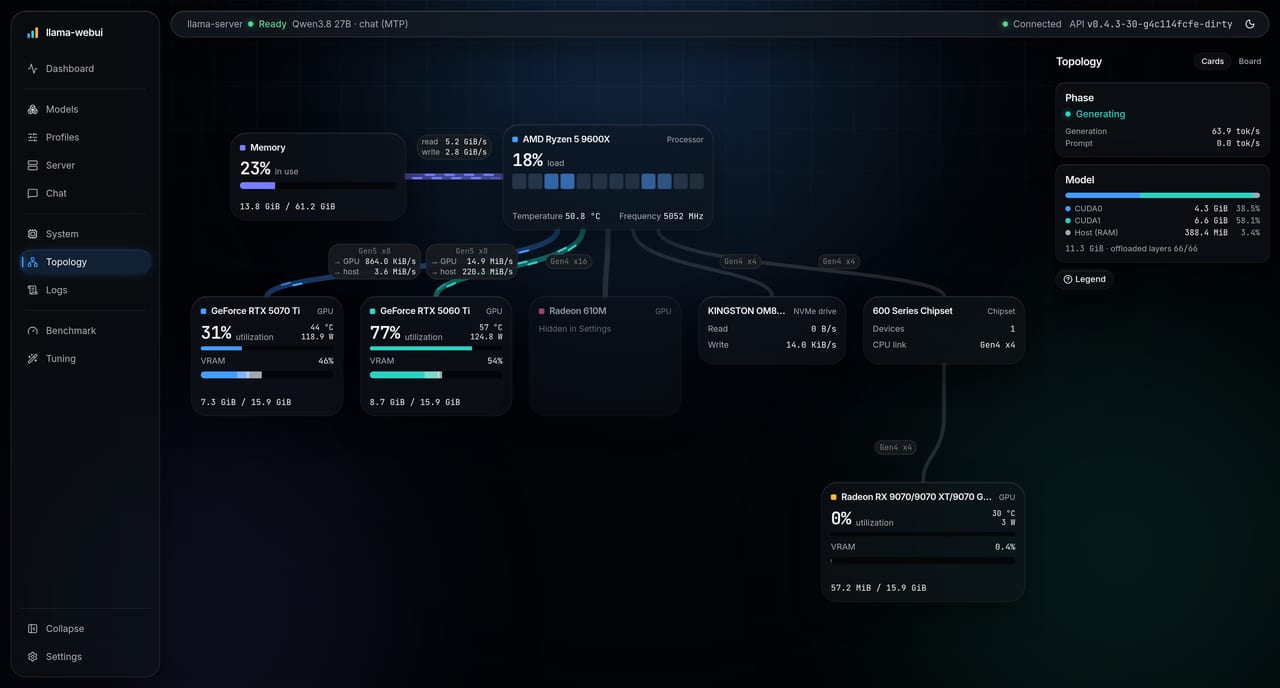 llama-webui
Dashboard
Models
Profiles
Server
Chat
System
Topology
Logs
Benchmark
Tuning
Collapse
Settings
llama-server Ready Qwen3.8 27B · chat (MTP)
Connected API v0.4.3-30-g4c114fcfe-dirty
Memory
23% in use
13.8 GiB / 61.2 GiB
read 5.2 GiB/s
write 2.8 GiB/s
AMD Ryzen 5 9600X Processor
18% load
Temperature 50.8 °C Frequency 5052 MHz
Gen5 x8
→ GPU 864.0 KiB/s
→ host 3.6 MiB/s
Gen5 x8
→ GPU 14.9 MiB/s
→ host 220.3 MiB/s
Gen4 x16
Gen4 x4
Gen4 x4
GeForce RTX 5070 Ti GPU
31% utilization
44 °C
118.9 W
VRAM 46%
7.3 GiB / 15.9 GiB
GeForce RTX 5060 Ti GPU
77% utilization
57 °C
124.8 W
VRAM 54%
8.7 GiB / 15.9 GiB
Radeon 610M GPU
Hidden in Settings
KINGSTON OM8... NVMe drive
Read 0 B/s
Write 14.0 KiB/s
600 Series Chipset Chipset
Devices 1
CPU link Gen4 x4
Gen4 x4
Radeon RX 9070/9070 XT/9070 G... GPU
0% utilization
30 °C
3 W
VRAM 0.4%
57.2 MiB / 15.9 GiB
Topology Cards Board
Phase
Generating
Generation 63.9 tok/s
Prompt 0.0 tok/s
Model
CUDA0 4.3 GiB 38.5%
CUDA1 6.6 GiB 58.1%
Host (RAM) 388.4 MiB 3.4%
11.3 GiB · offloaded layers 66/66
Legend